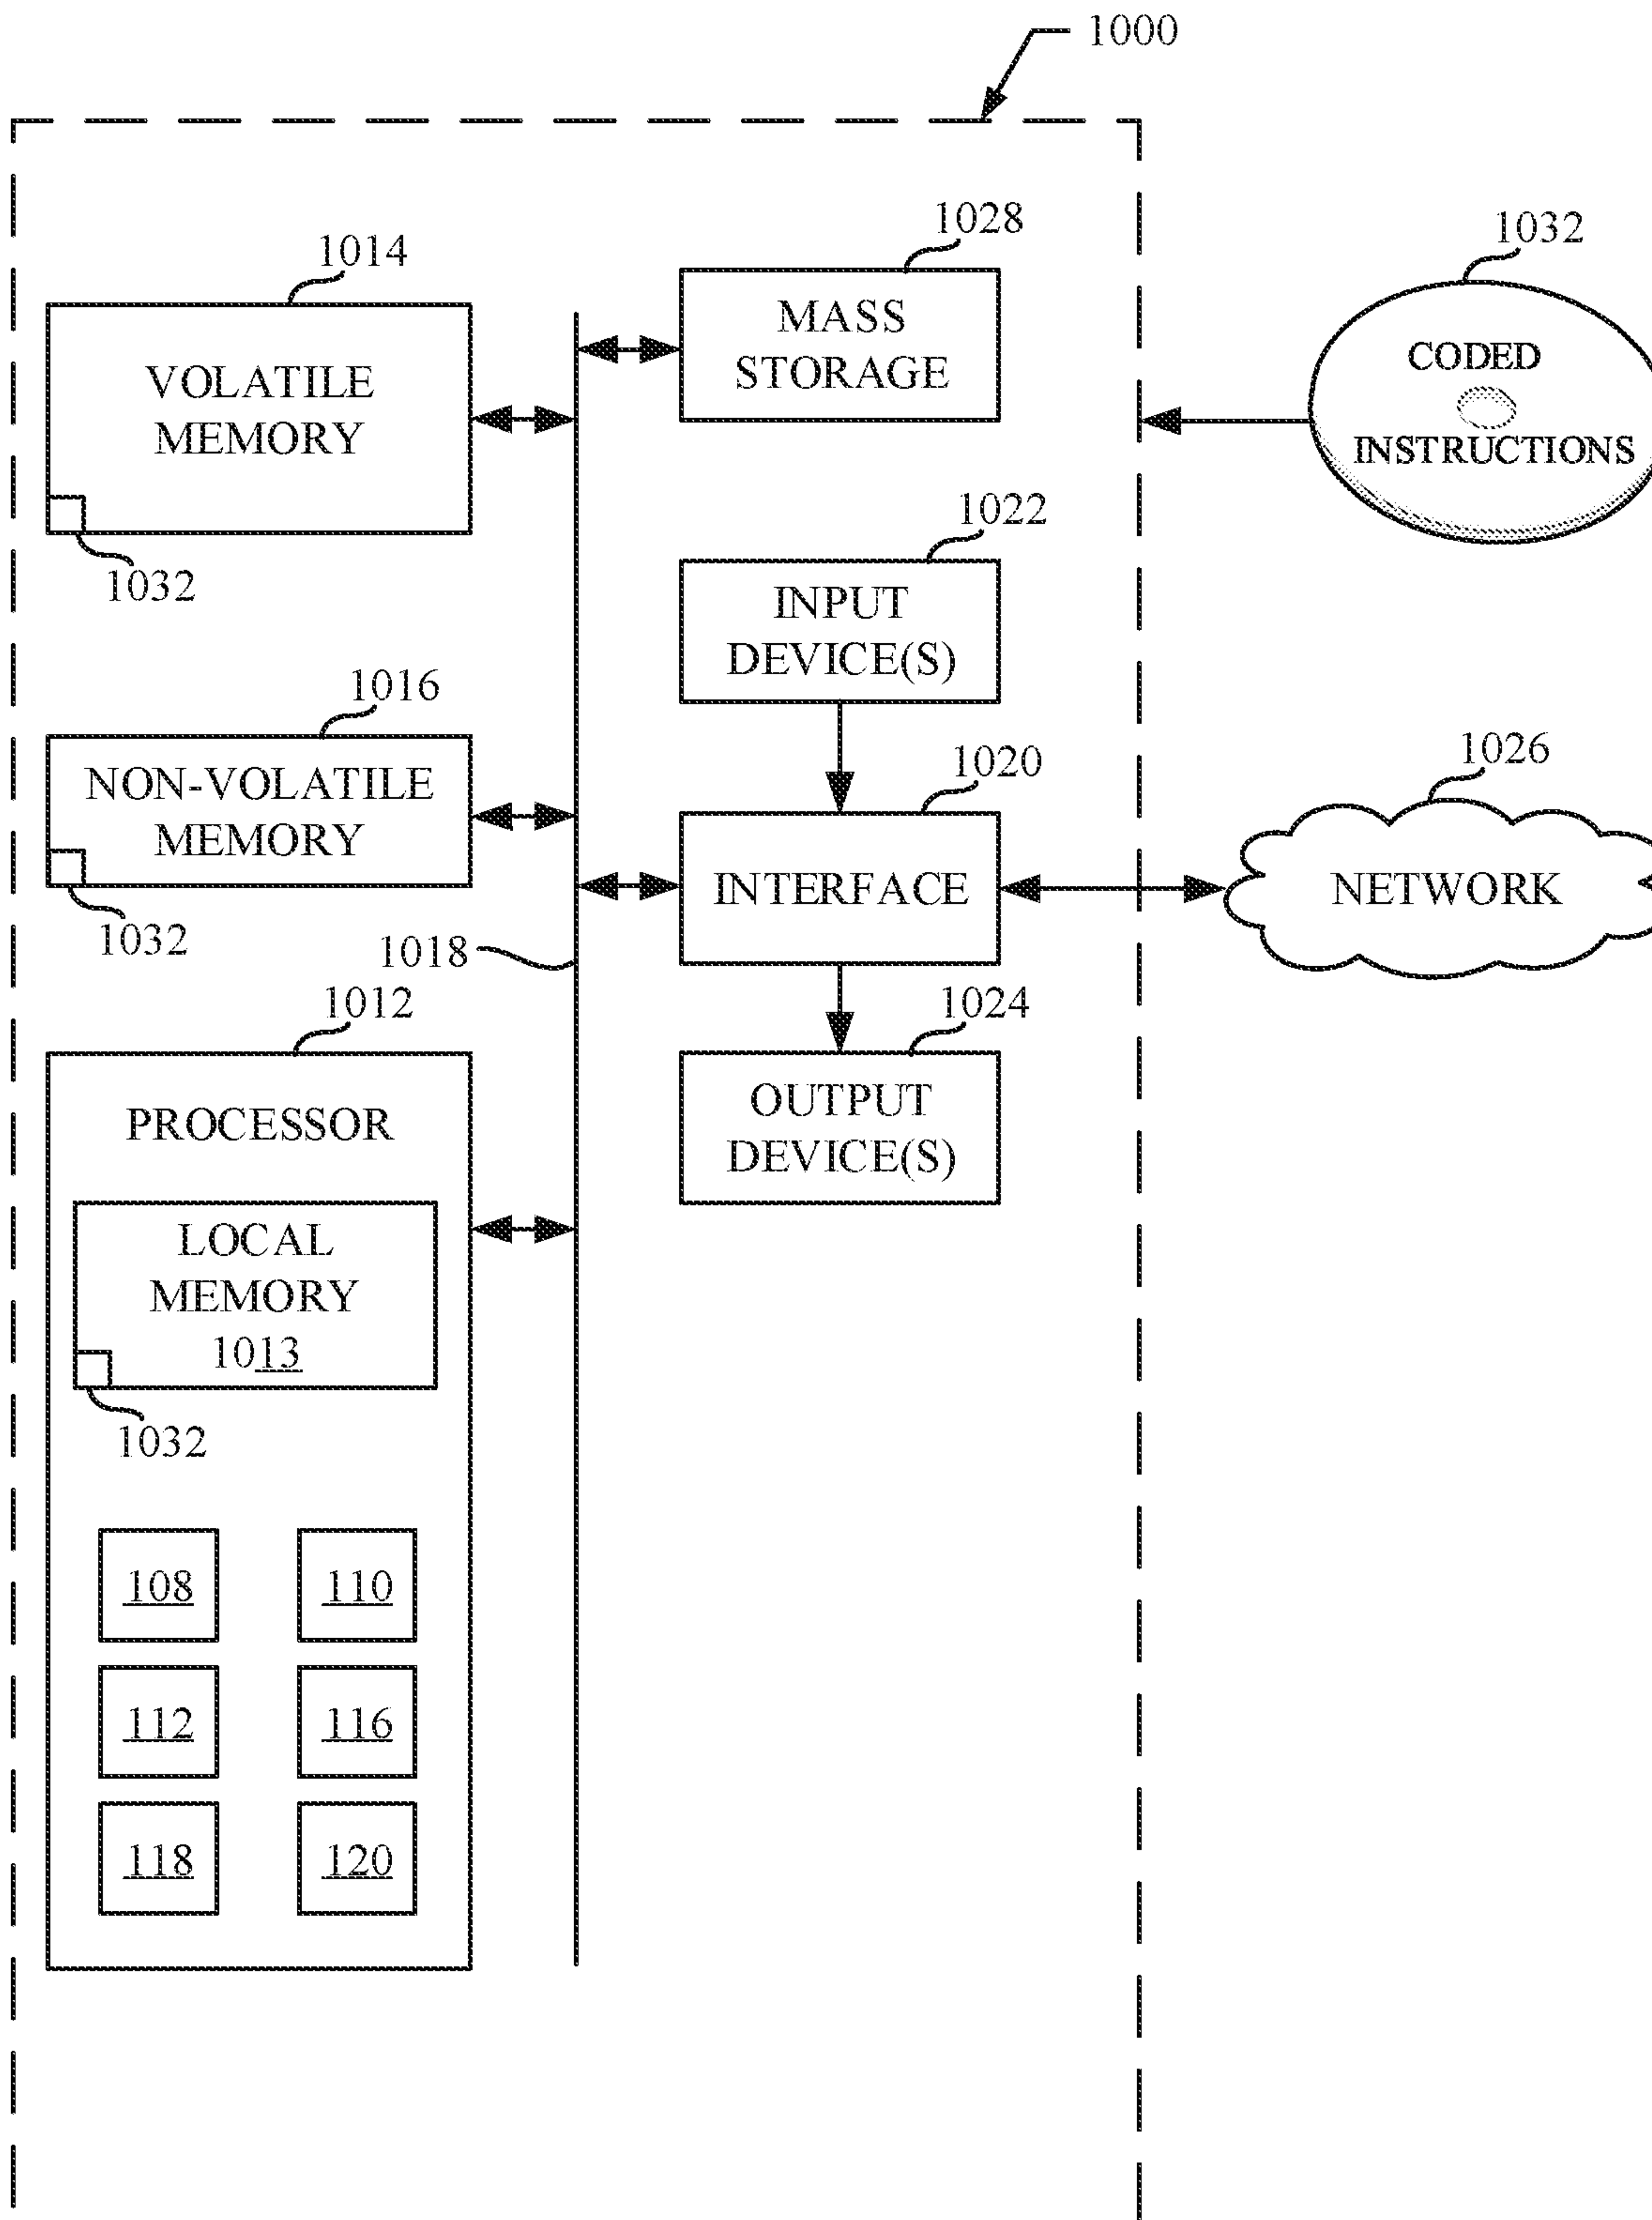 1000
1028
1032
1014
MASS
STORAGE
CODED
INSTRUCTIONS
VOLATILE
MEMORY
1032
1022
INPUT
DEVICE(S)
1016
1020
1026
NON-VOLATILE
MEMORY
INTERFACE
NETWORK
1032
1018
1012
1024
PROCESSOR
OUTPUT
DEVICE(S)
LOCAL
MEMORY
1013
1032
108
110
112
116
118
120